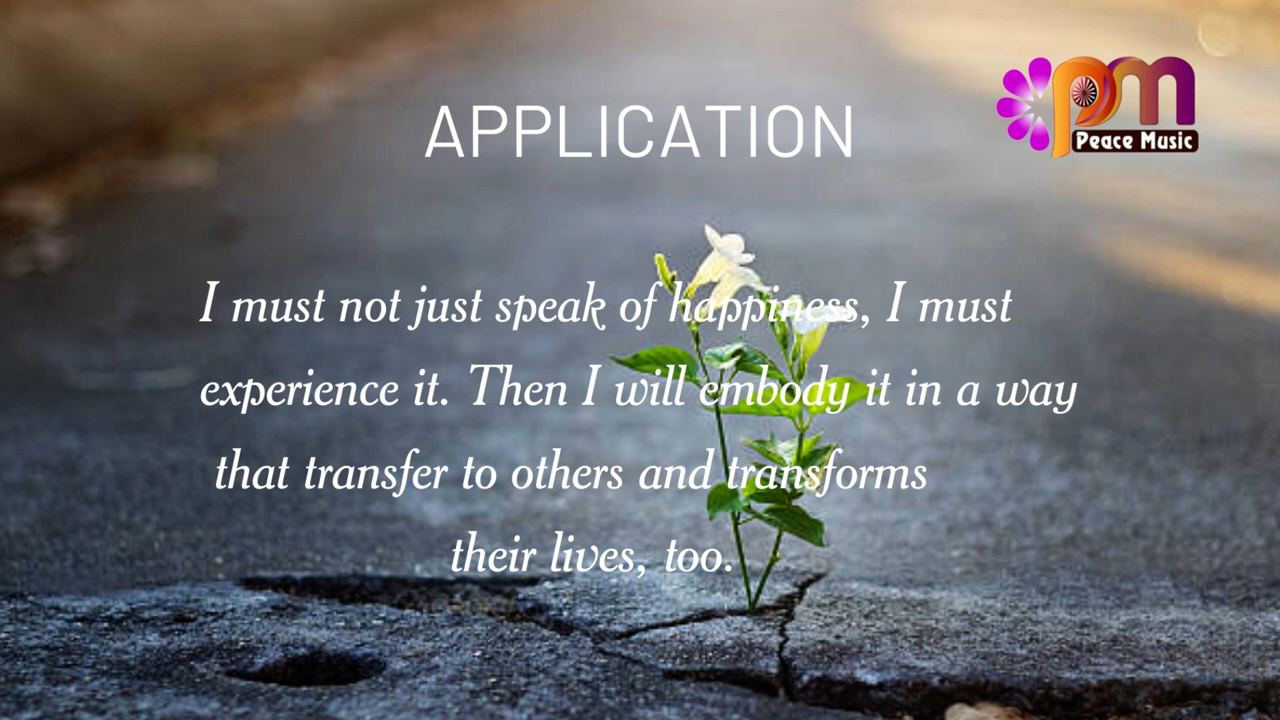 APPLICATION
pm
Peace Music
I must not just speak of happiness, I must
experience it. Then I will embody it in a way
that transfer to others and transforms
their lives, too.